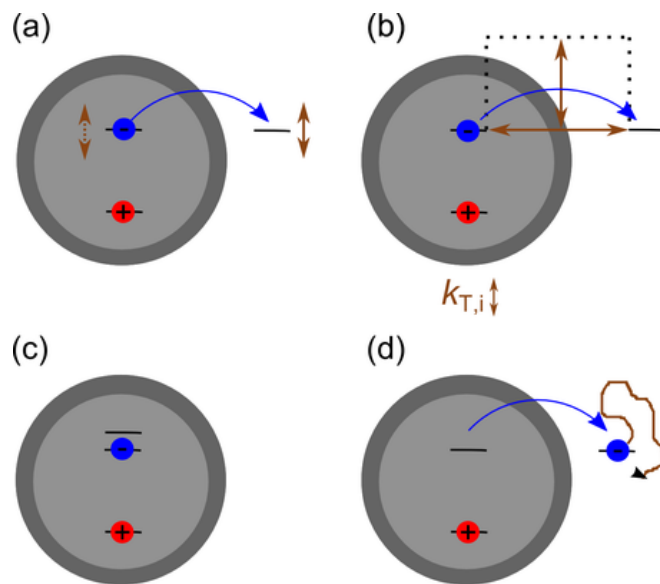 (a)
(b)
-
-
+
+
k_T,i
(c)
(d)
-
-
+
+